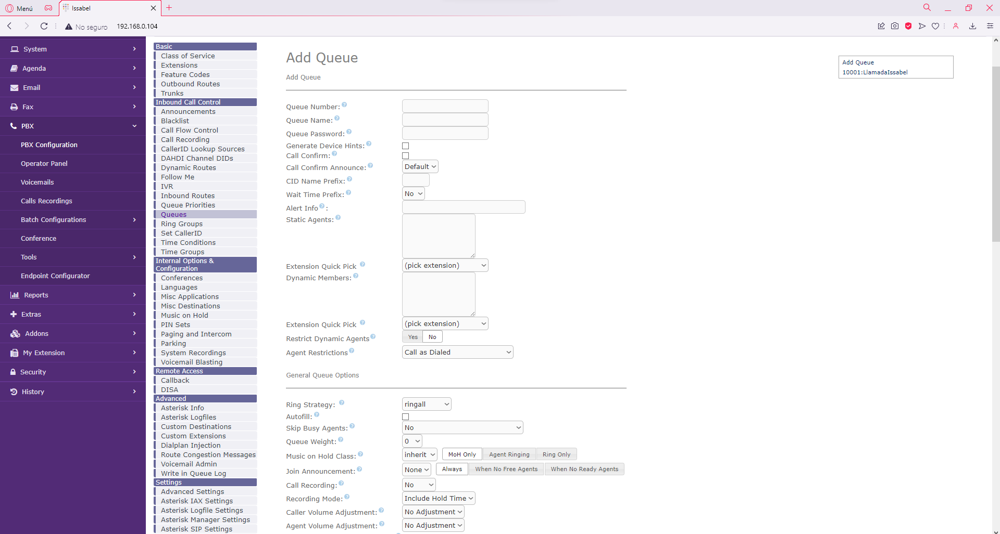 Menú
Issabel
No seguro
192.168.0.104
System
Agenda
Email
Fax
PBX
PBX Configuration
Operator Panel
Voicemails
Calls Recordings
Batch Configurations
Conference
Tools
Endpoint Configurator
Reports
Extras
Addons
My Extension
Security
History
Basic
Class of Service
Extensions
Feature Codes
Outbound Routes
Trunks
Inbound Call Control
Announcements
Blacklist
Call Flow Control
Call Recording
CallerID Lookup Sources
DAHDI Channel DIDs
Dynamic Routes
Follow Me
IVR
Inbound Routes
Queue Priorities
Queues
Ring Groups
Set CallerID
Time Conditions
Time Groups
Internal Options &
Configuration
Conferences
Languages
Misc Applications
Misc Destinations
Music on Hold
PIN Sets
Paging and Intercom
Parking
System Recordings
Voicemail Blasting
Remote Access
Callback
DISA
Advanced
Asterisk Info
Asterisk Logfiles
Custom Destinations
Custom Extensions
Dialplan Injection
Route Congestion Messages
Voicemail Admin
Write in Queue Log
Settings
Advanced Settings
Asterisk IAX Settings
Asterisk Logfile Settings
Asterisk Manager Settings
Asterisk SIP Settings
Add Queue
Add Queue
Queue Number:
Queue Name:
Queue Password:
Generate Device Hints:
Call Confirm:
Call Confirm Announce: Default
CID Name Prefix:
Wait Time Prefix: No
Alert Info :
Static Agents:
Extension Quick Pick (pick extension)
Dynamic Members:
Extension Quick Pick (pick extension)
Restrict Dynamic Agents Yes No
Agent Restrictions Call as Dialed
General Queue Options
Ring Strategy: ringall
Autofill:
Skip Busy Agents: No
Queue Weight: 0
Music on Hold Class: inherit MoH Only Agent Ringing Ring Only
Join Announcement: None Always When No Free Agents When No Ready Agents
Call Recording: No
Recording Mode: Include Hold Time
Caller Volume Adjustment: No Adjustment
Agent Volume Adjustment: No Adjustment
Add Queue
10001:LlamadaIssabel